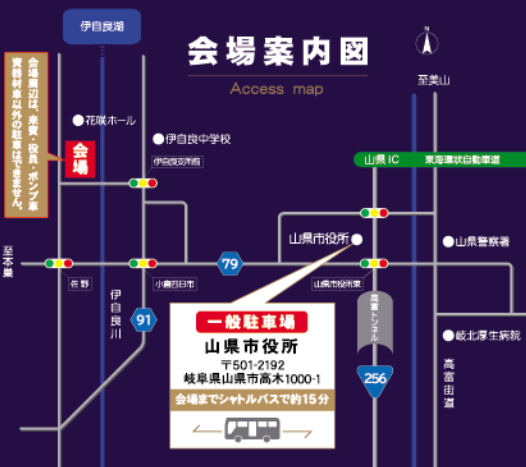 伊自良湖
会場案内図
Access map
N
至美山
会場周辺は、来賓・役員・ポンプ車
資器材車以外の駐車はできません。
花咲ホール
伊自良中学校
会場
伊自良支所前
山県IC 東海環状自動車道
山県市役所
山県警察署
至本巣
79
佐野
小倉四日市
山県市役所東
伊自良川
91
高富トンネル
一般駐車場
山県市役所
〒501-2192
岐阜県山県市高木1000-1
会場までシャトルバスで約15分
岐北厚生病院
256
高富街道